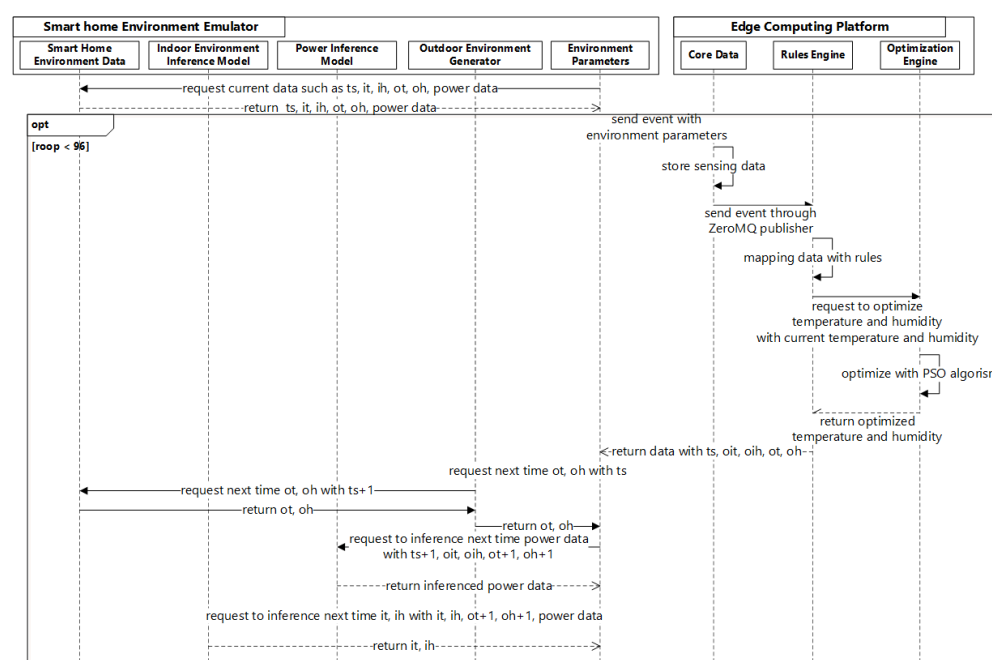 Smart home Environment Emulator
Edge Computing Platform
Smart Home
Environment Data
Indoor Environment
Inference Model
Power Inference
Model
Outdoor Environment
Generator
Environment
Parameters
Core Data
Rules Engine
Optimization
Engine
request current data such as ts, it, ih, ot, oh, power data
return ts, it, ih, ot, oh, power data
opt
[roop < 96]
send event with
environment parameters
store sensing data
send event through
ZeroMQ publisher
mapping data with rules
request to optimize
temperature and humidity
with current temperature and humidity
optimize with PSO algorism
return optimized
temperature and humidity
return data with ts, oit, oih, ot, oh
request next time ot, oh with ts
request next time ot, oh with ts+1
return ot, oh
return ot, oh
request to inference next time power data
with ts+1, oit, oih, ot+1, oh+1
return inferenced power data
request to inference next time it, ih with it, ih, ot+1, oh+1, power data
return it, ih